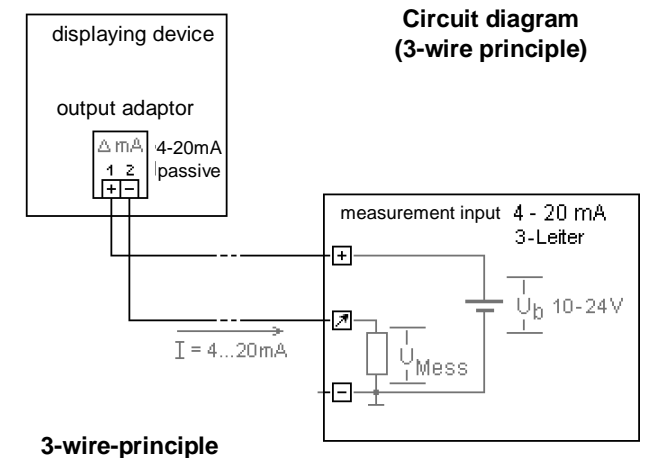 Circuit diagram
(3-wire principle)
displaying device
output adaptor
Δ mA
4-20mA
1 2
passive
+ −
measurement input 4 - 20 mA
3-Leiter
+
Ub 10-24V
I = 4...20mA
UMess
−
3-wire-principle